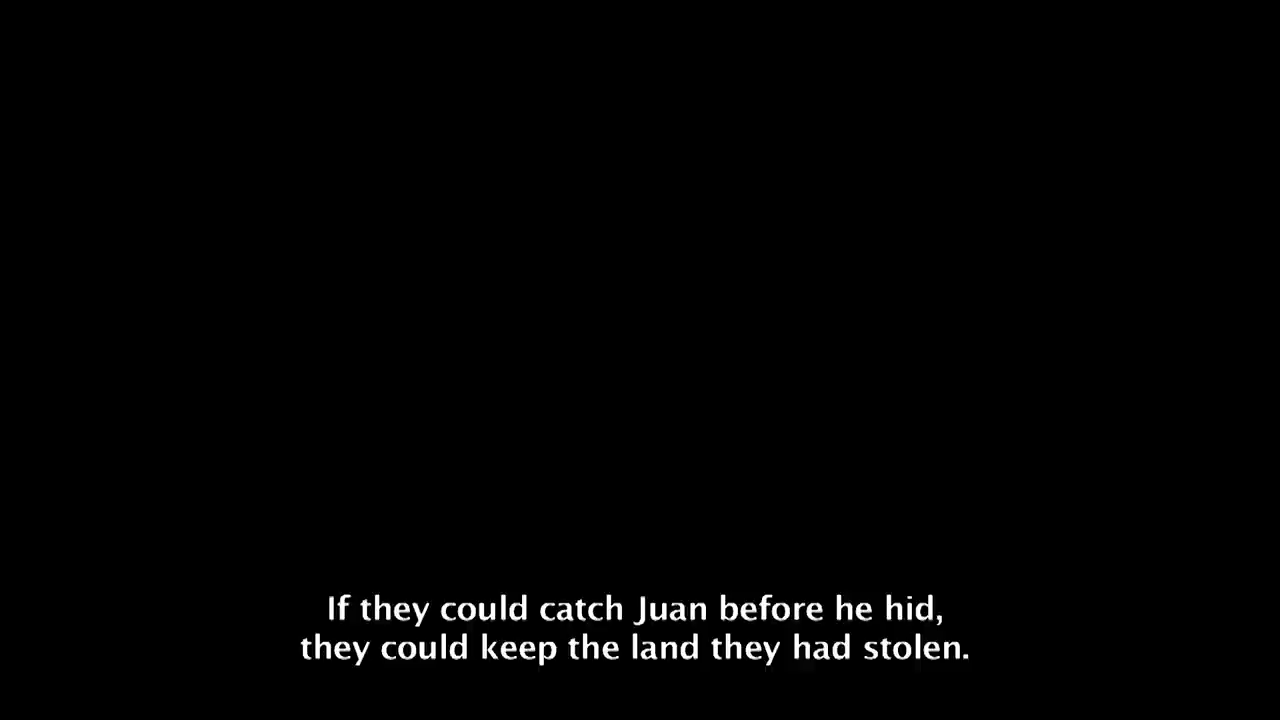 If they could catch Juan before he hid,
they could keep the land they had stolen.